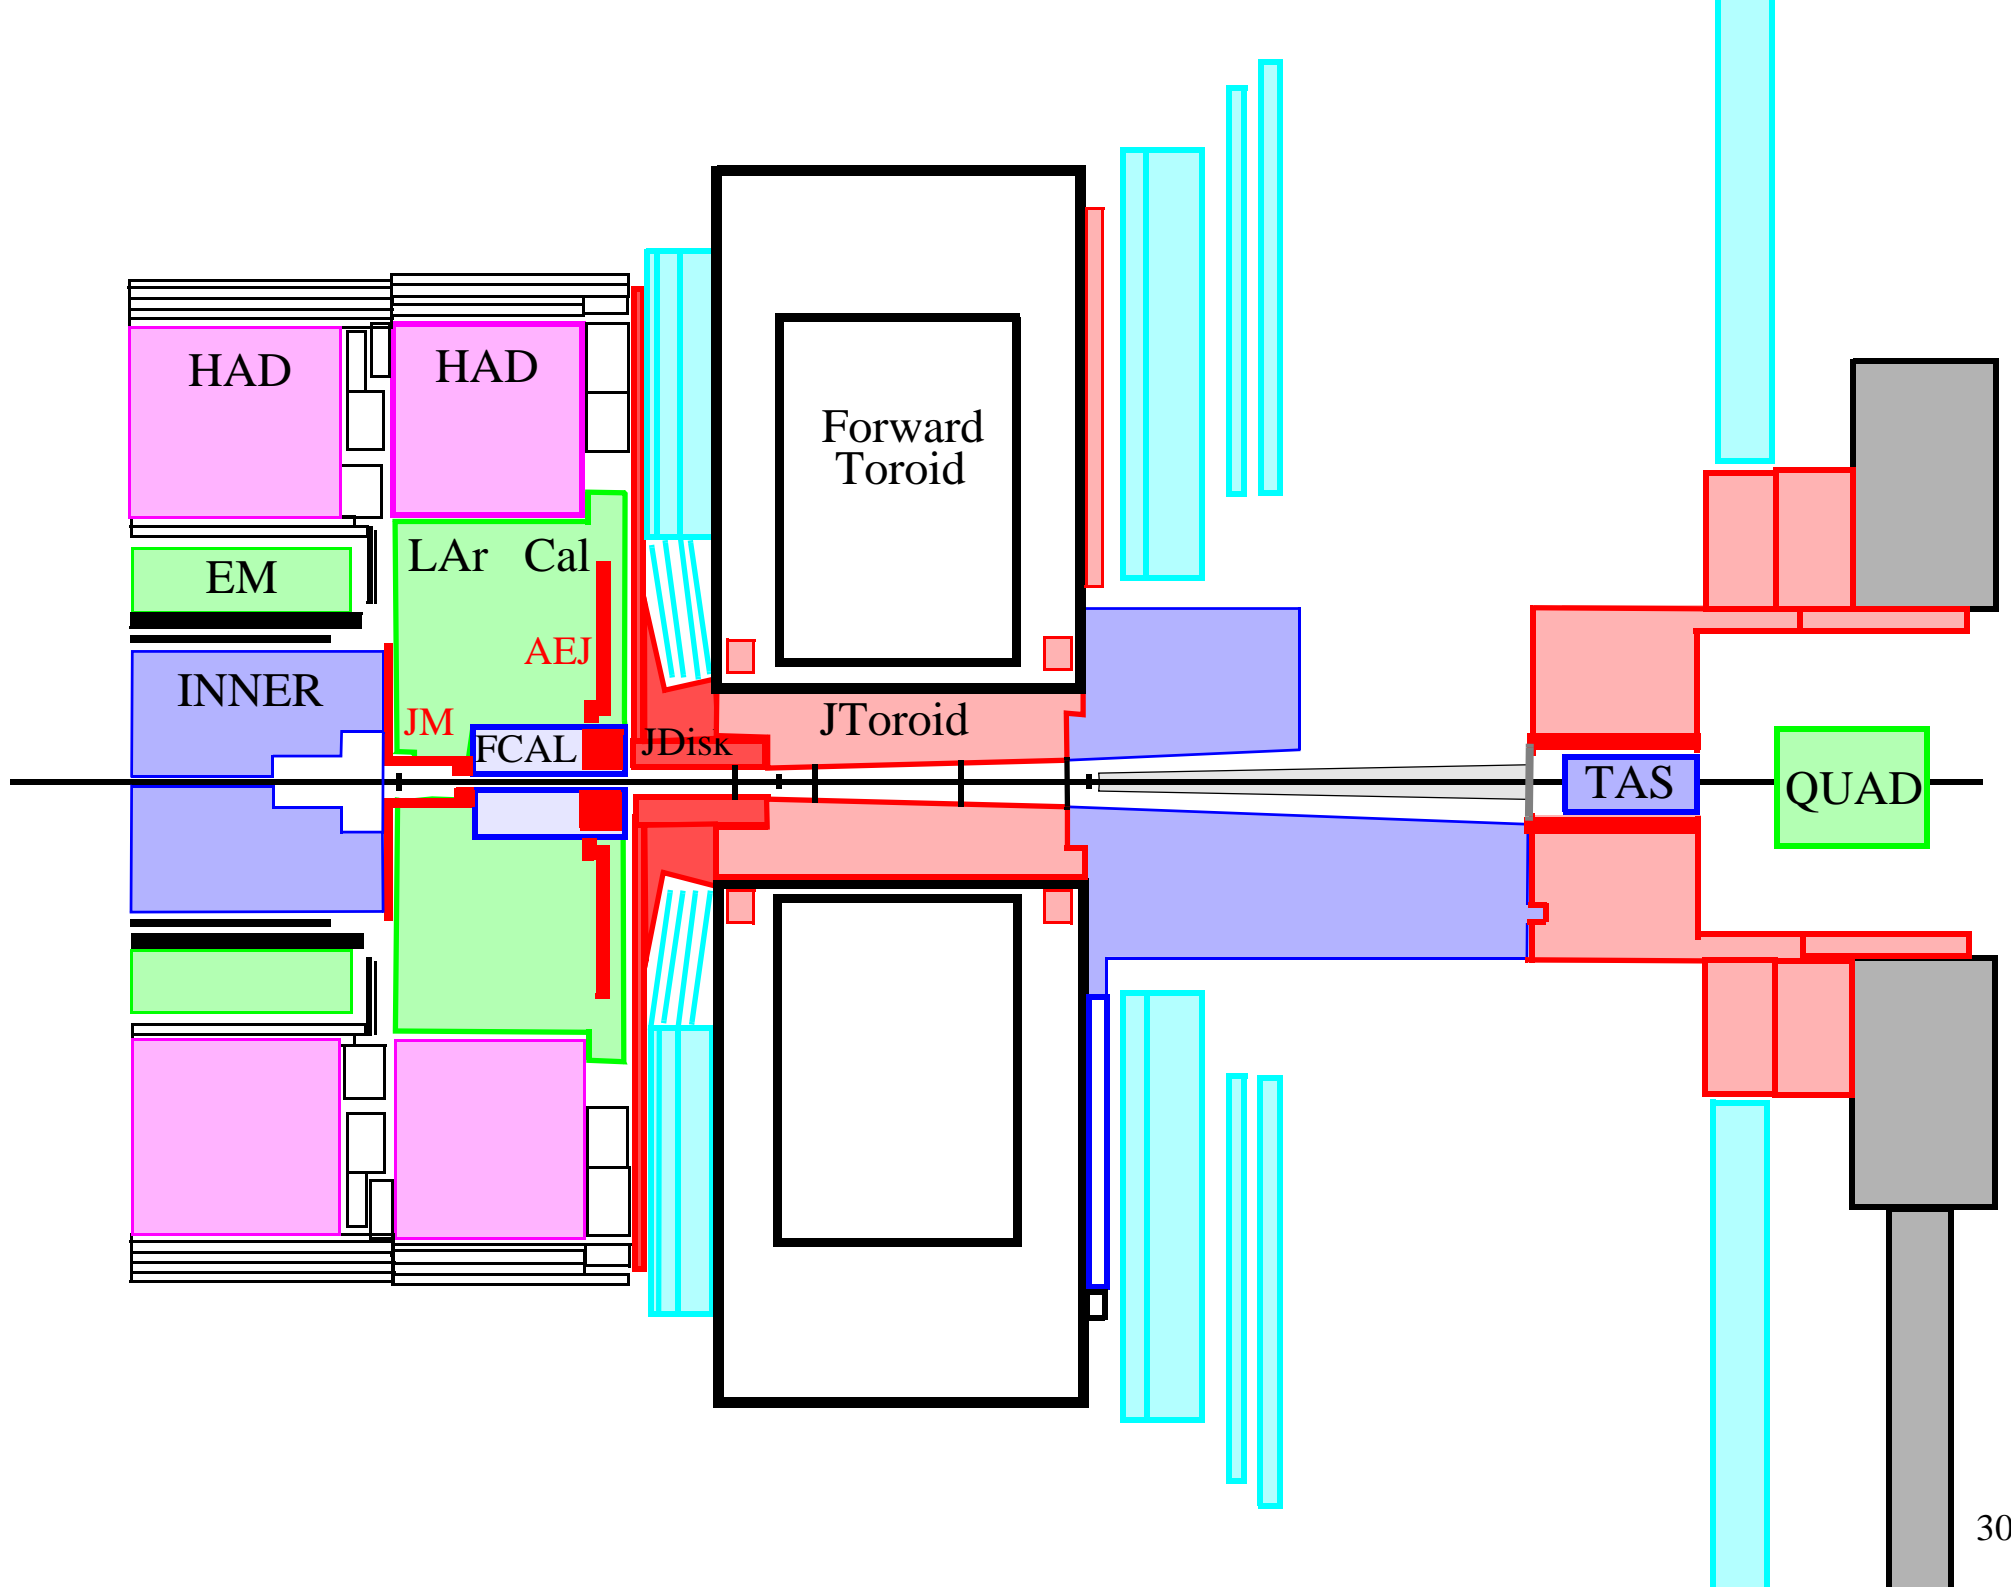 HAD
HAD
Forward
Toroid
LAr Cal
EM
AEJ
INNER
JM
JToroid
FCAL
JDisk
TAS
QUAD
30